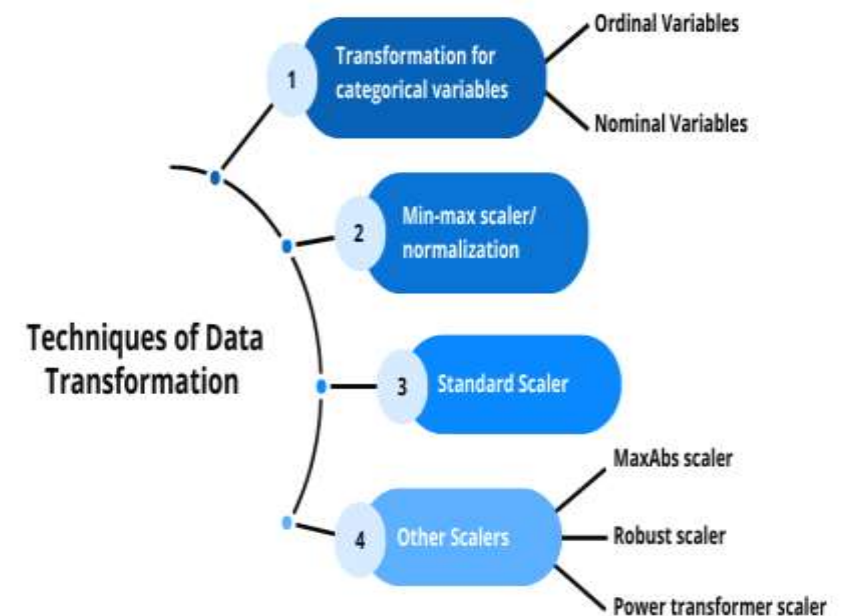 Techniques of Data
Transformation
1
Transformation for
categorical variables
Ordinal Variables
Nominal Variables
2
Min-max scaler/
normalization
3
Standard Scaler
4
Other Scalers
MaxAbs scaler
Robust scaler
Power transformer scaler